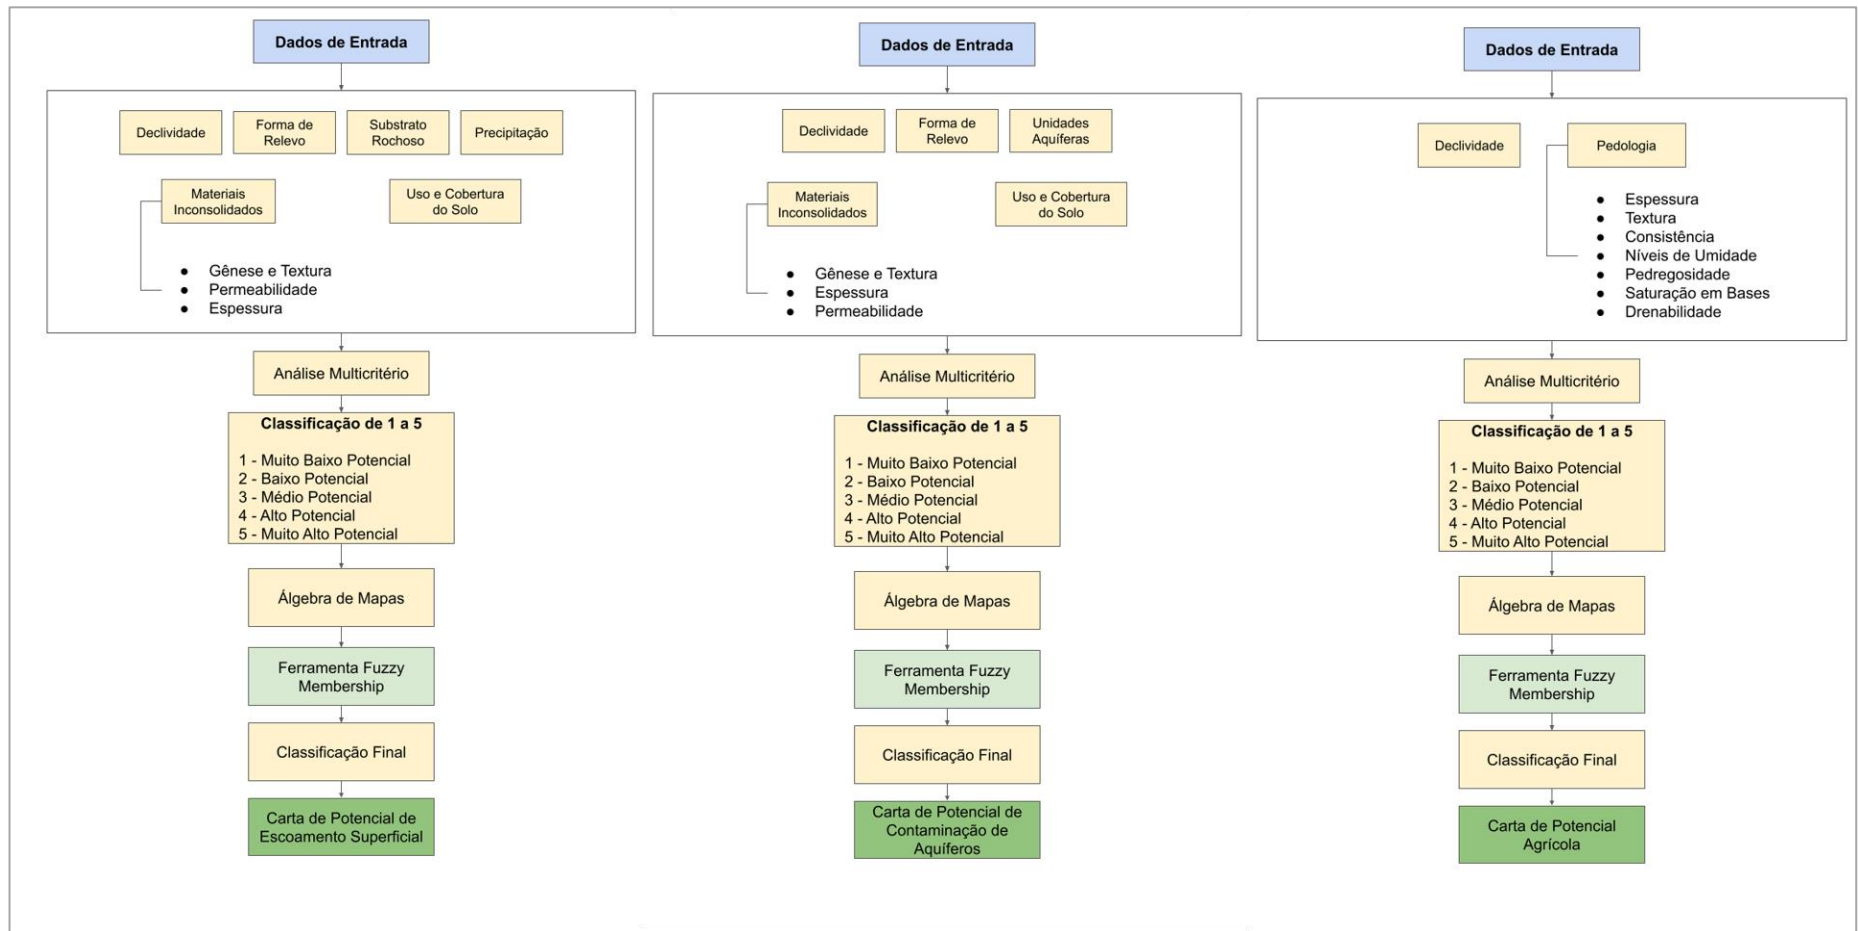 Dados de Entrada
Declividade
Forma de
Relevo
Substrato
Rochoso
Precipitação
Materiais
Inconsolidados
Uso e Cobertura
do Solo
● Gênese e Textura
● Permeabilidade
● Espessura
Análise Multicritério
Classificação de 1 a 5
1 - Muito Baixo Potencial
2 - Baixo Potencial
3 - Médio Potencial
4 - Alto Potencial
5 - Muito Alto Potencial
Álgebra de Mapas
Ferramenta Fuzzy
Membership
Classificação Final
Carta de Potencial de
Escoamento Superficial
Dados de Entrada
Declividade
Forma de
Relevo
Unidades
Aquíferas
Materiais
Inconsolidados
Uso e Cobertura
do Solo
● Gênese e Textura
● Espessura
● Permeabilidade
Análise Multicritério
Classificação de 1 a 5
1 - Muito Baixo Potencial
2 - Baixo Potencial
3 - Médio Potencial
4 - Alto Potencial
5 - Muito Alto Potencial
Álgebra de Mapas
Ferramenta Fuzzy
Membership
Classificação Final
Carta de Potencial de
Contaminação de
Aquíferos
Dados de Entrada
Declividade
Pedologia
● Espessura
● Textura
● Consistência
● Níveis de Umidade
● Pedregosidade
● Saturação em Bases
● Drenabilidade
Análise Multicritério
Classificação de 1 a 5
1 - Muito Baixo Potencial
2 - Baixo Potencial
3 - Médio Potencial
4 - Alto Potencial
5 - Muito Alto Potencial
Álgebra de Mapas
Ferramenta Fuzzy
Membership
Classificação Final
Carta de Potencial
Agrícola